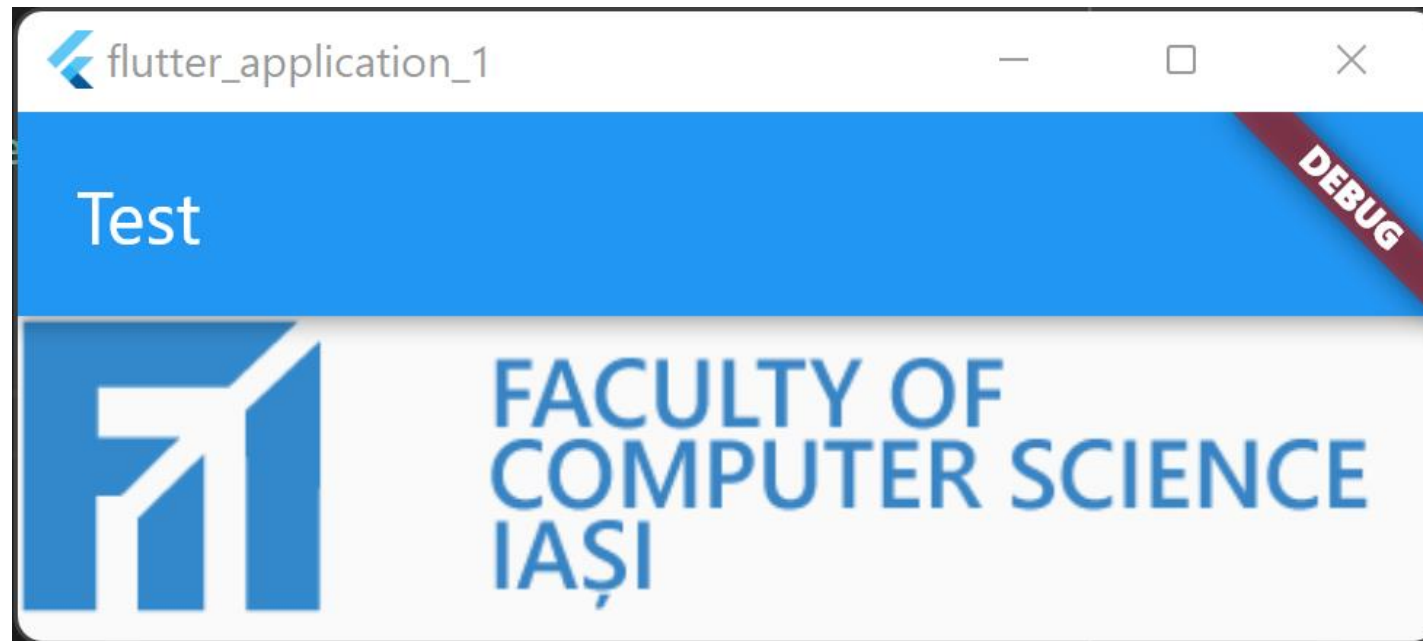 flutter_application_1
Test
DEBUG
FACULTY OF
COMPUTER SCIENCE
IAȘI